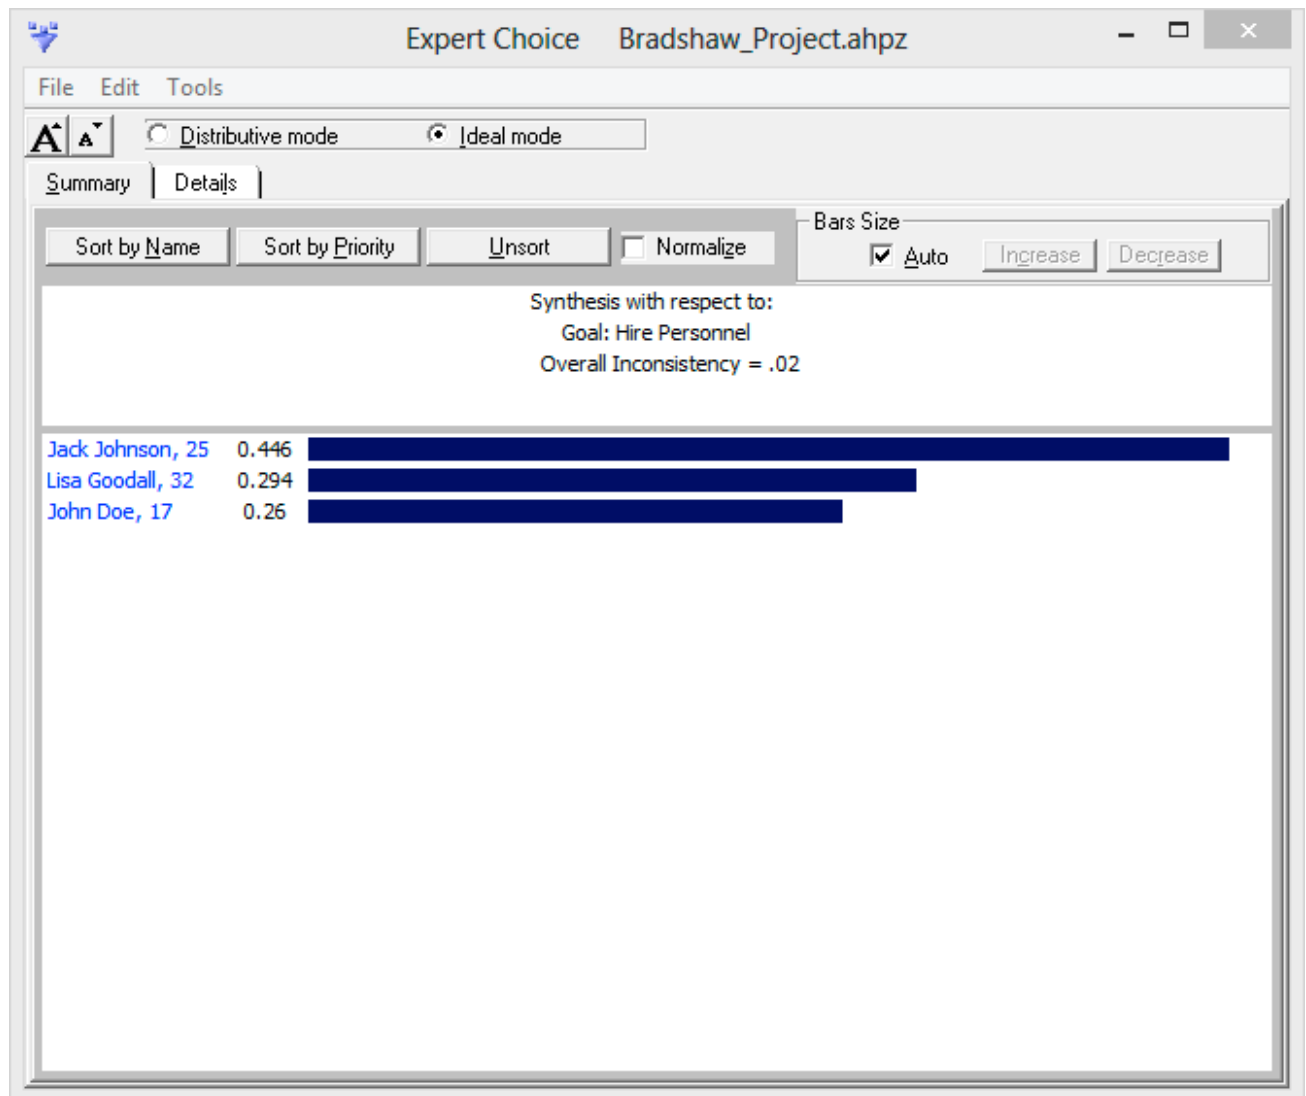 Expert Choice Bradshaw_Project.ahpz
File Edit Tools
A A Distributive mode Ideal mode
Summary Details
Bars Size
Sort by Name Sort by Priority Unsort Normalize Auto Increase Decrease
Synthesis with respect to:
Goal: Hire Personnel
Overall Inconsistency = .02
Jack Johnson, 25 0.446
Lisa Goodall, 32 0.294
John Doe, 17 0.26